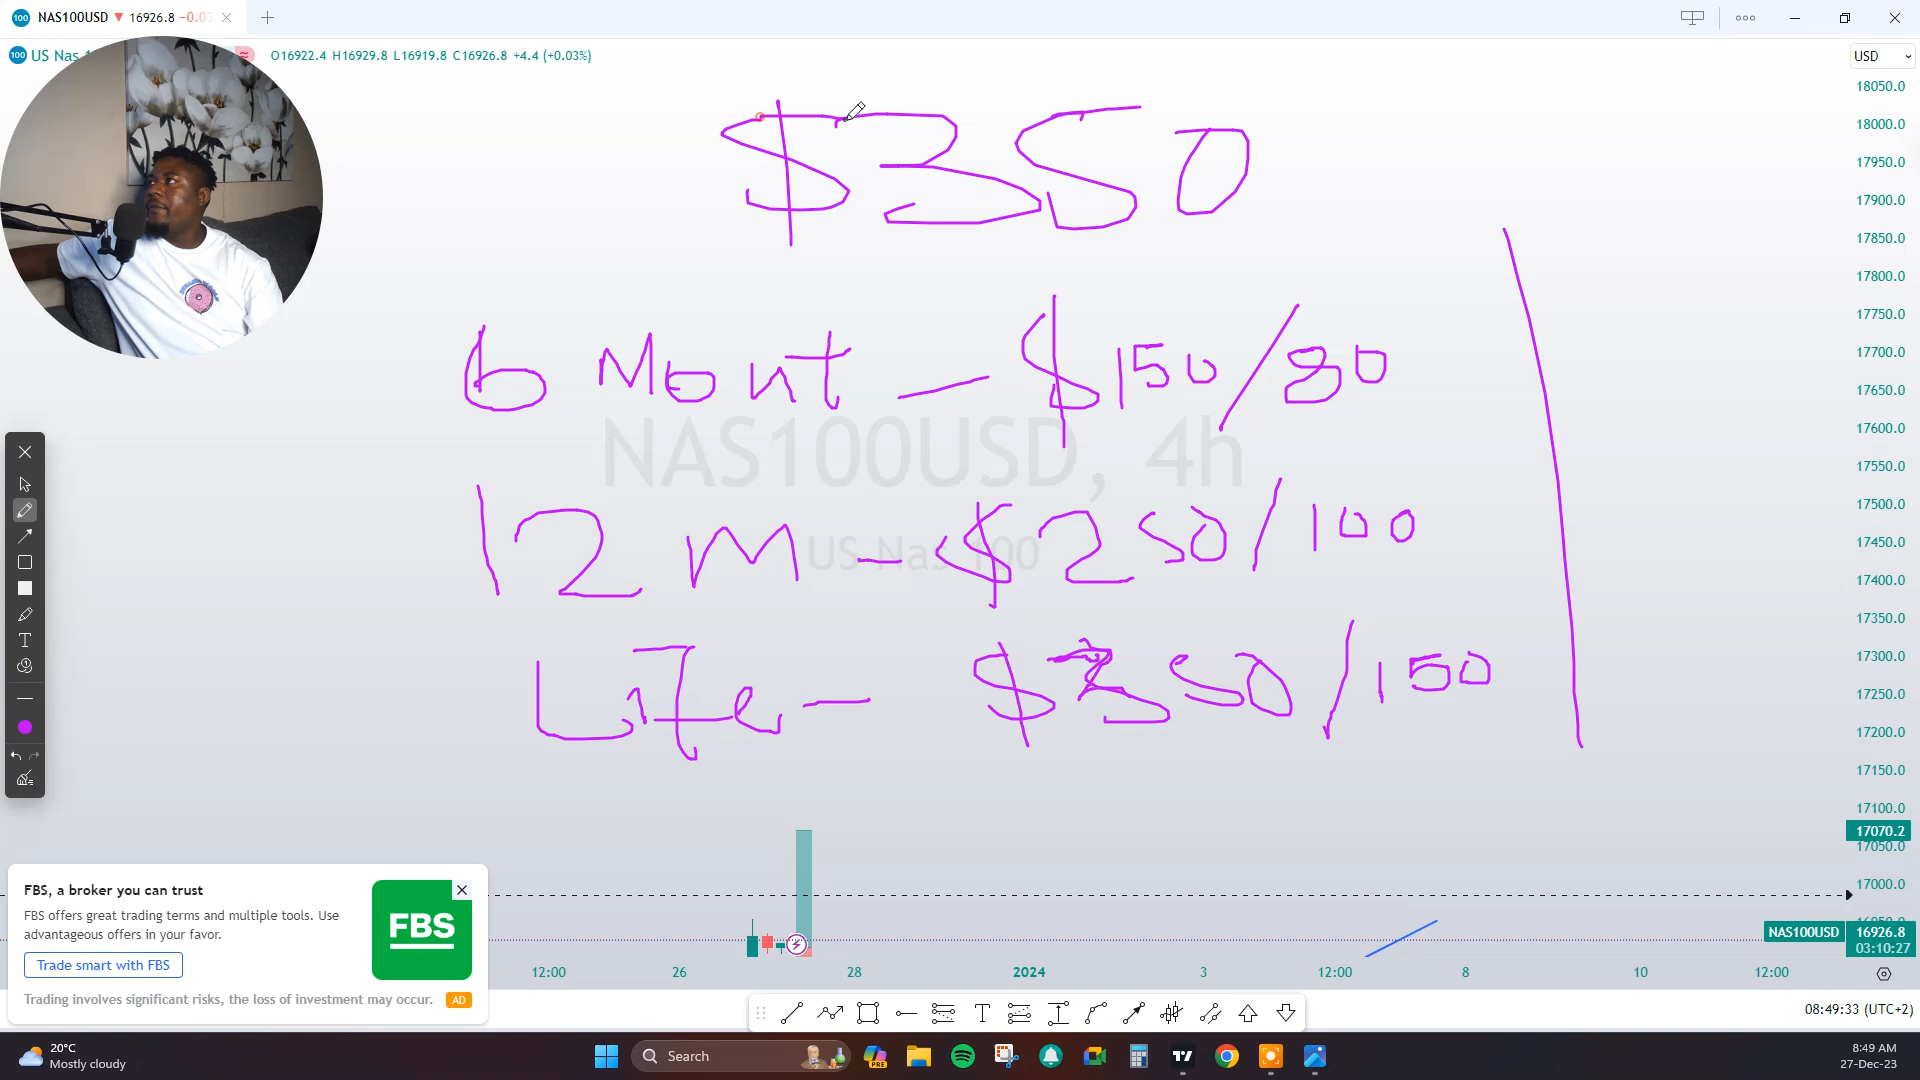 NAS100USD ▼ 16926.8 −0.03
US Nas 1
O16922.4 H16929.8 L16919.8 C16926.8 +4.4 (+0.03%)
USD
$350
6 Mont — $150/80
12 M — $250/100
Life — $350/150
NAS100USD, 4h
US Nas 100
18050.0
18000.0
17950.0
17900.0
17850.0
17800.0
17750.0
17700.0
17650.0
17600.0
17550.0
17500.0
17450.0
17400.0
17350.0
17300.0
17250.0
17200.0
17150.0
17100.0
17070.2
17050.0
17000.0
NAS100USD 16926.8
03:10:27
12:00 26 28 2024 3 12:00 8 10 12:00
FBS, a broker you can trust
FBS offers great trading terms and multiple tools. Use
advantageous offers in your favor.
Trade smart with FBS
FBS
Trading involves significant risks, the loss of investment may occur. AD
08:49:33 (UTC+2)
20°C
Mostly cloudy
Search
PRE
8:49 AM
27-Dec-23